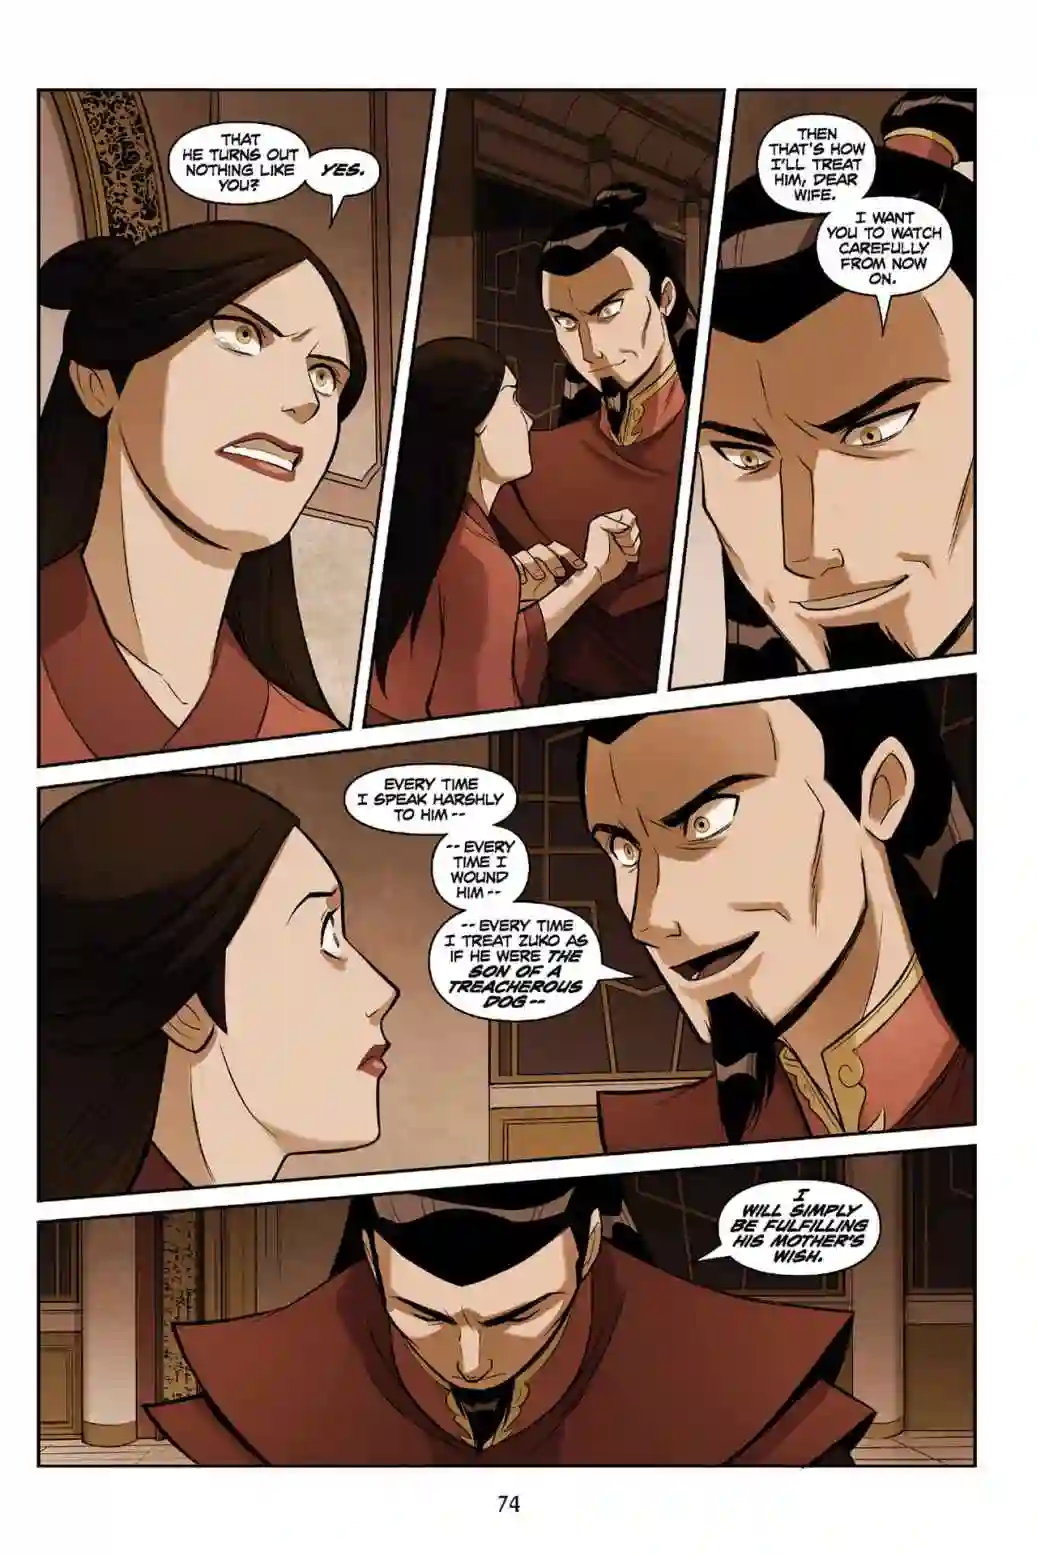 THAT
HE TURNS OUT
NOTHING LIKE
YOU?
YES.
THEN
THAT'S HOW
I'LL TREAT
HIM, DEAR
WIFE.
I WANT
YOU TO WATCH
CAREFULLY
FROM NOW
ON.
EVERY TIME
I SPEAK HARSHLY
TO HIM --
-- EVERY
TIME I
WOUND
HIM --
-- EVERY TIME
I TREAT ZUKO AS
IF HE WERE THE
SON OF A
TREACHEROUS
DOG --
I
WILL SIMPLY
BE FULFILLING
HIS MOTHER'S
WISH.
74